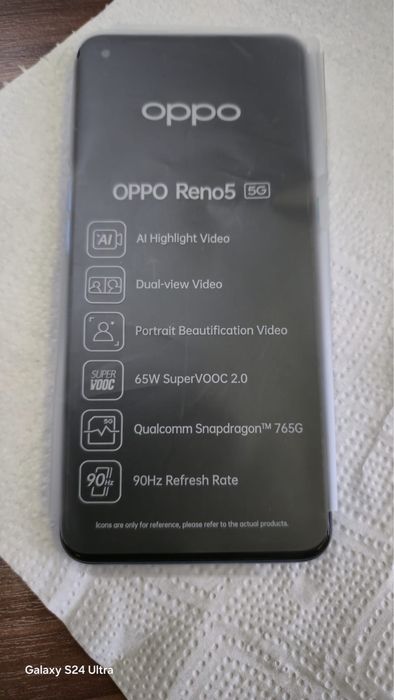 oppo
OPPO Reno5 5G
AI AI Highlight Video
Dual-view Video
Portrait Beautification Video
SUPER VOOC 65W SuperVOOC 2.0
5G Qualcomm Snapdragon™ 765G
90Hz 90Hz Refresh Rate
Icons are only for reference, please refer to the actual products.
Galaxy S24 Ultra